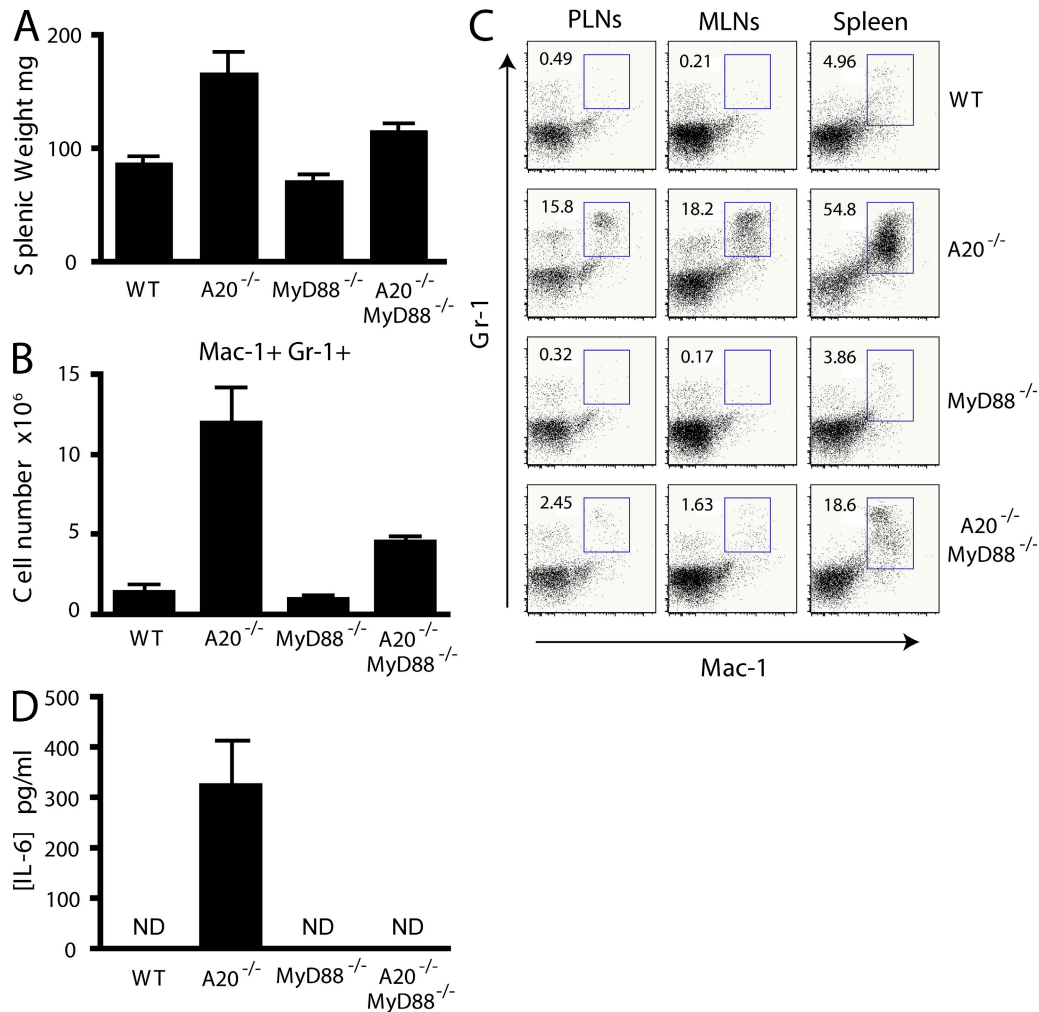 A
Splenic Weight mg
200
100
0
WT
A20 -/-
MyD88 -/-
A20 -/-
MyD88 -/-
B
Mac-1+ Gr-1+
Cell number x10⁶
15
10
5
0
WT
A20 -/-
MyD88 -/-
A20 -/-
MyD88 -/-
C
PLNs
MLNs
Spleen
Gr-1
0.49
0.21
4.96
WT
15.8
18.2
54.8
A20 -/-
0.32
0.17
3.86
MyD88 -/-
2.45
1.63
18.6
A20 -/-
MyD88 -/-
Mac-1
D
[IL-6] pg/ml
500
400
300
200
100
0
ND
ND
ND
WT
A20 -/-
MyD88 -/-
A20 -/-
MyD88 -/-